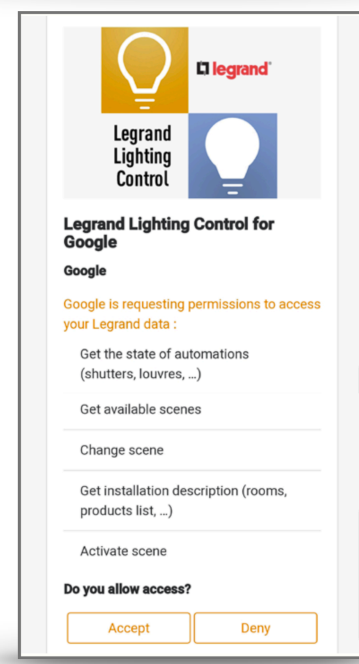 legrand®
Legrand
Lighting
Control
Legrand Lighting Control for
Google
Google
Google is requesting permissions to access
your Legrand data :
Get the state of automations
(shutters, louvres, ...)
Get available scenes
Change scene
Get installation description (rooms,
products list, ...)
Activate scene
Do you allow access?
Accept
Deny